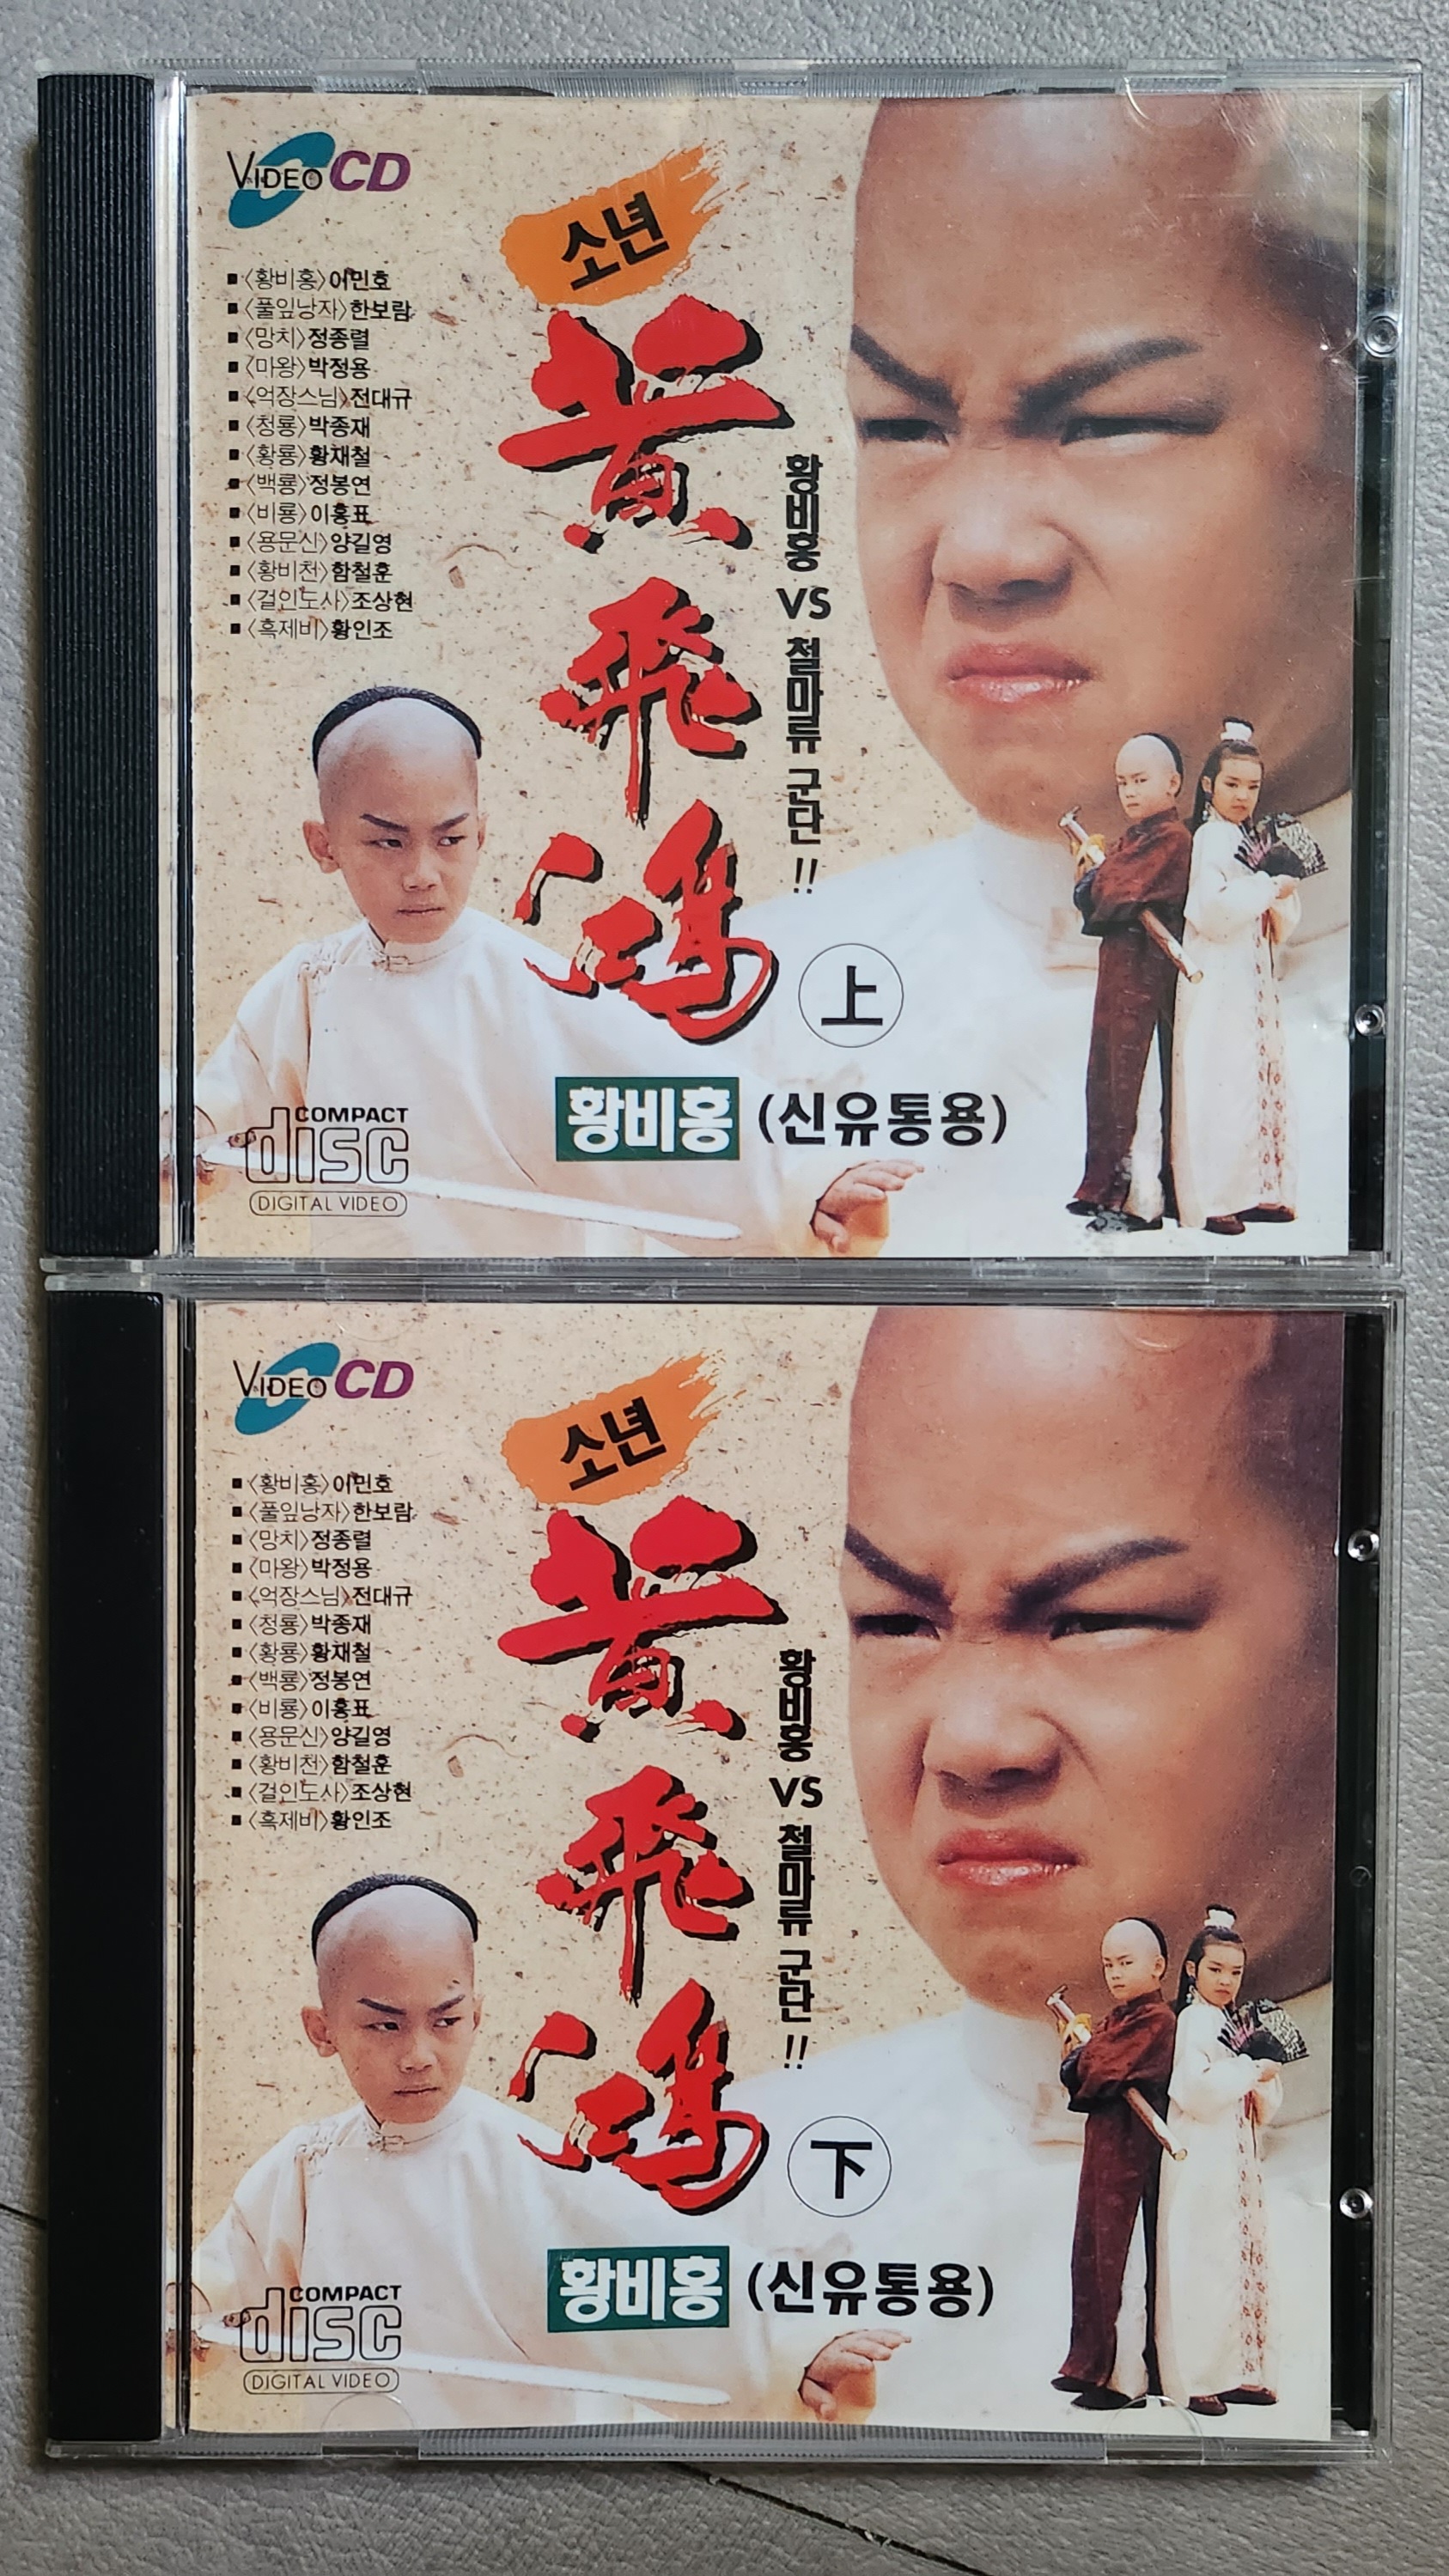 VIDEO CD
소년
黃飛鴻
황비홍 VS 철마류 군단!!
■〈황비홍〉이민호
■〈풀잎낭자〉한보람
■〈망치〉정종렬
■〈마왕〉박정용
■〈억장스님〉전대규
■〈청룡〉박종재
■〈황룡〉황채철
■〈백룡〉정봉연
■〈비룡〉이홍표
■〈용문신〉양길영
■〈황비천〉함철훈
■〈걸인도사〉조상현
■〈흑제비〉황인조
上
황비홍 (신유통용)
COMPACT
disc
DIGITAL VIDEO
VIDEO CD
소년
黃飛鴻
황비홍 VS 철마류 군단!!
■〈황비홍〉이민호
■〈풀잎낭자〉한보람
■〈망치〉정종렬
■〈마왕〉박정용
■〈억장스님〉전대규
■〈청룡〉박종재
■〈황룡〉황채철
■〈백룡〉정봉연
■〈비룡〉이홍표
■〈용문신〉양길영
■〈황비천〉함철훈
■〈걸인도사〉조상현
■〈흑제비〉황인조
下
황비홍 (신유통용)
COMPACT
disc
DIGITAL VIDEO